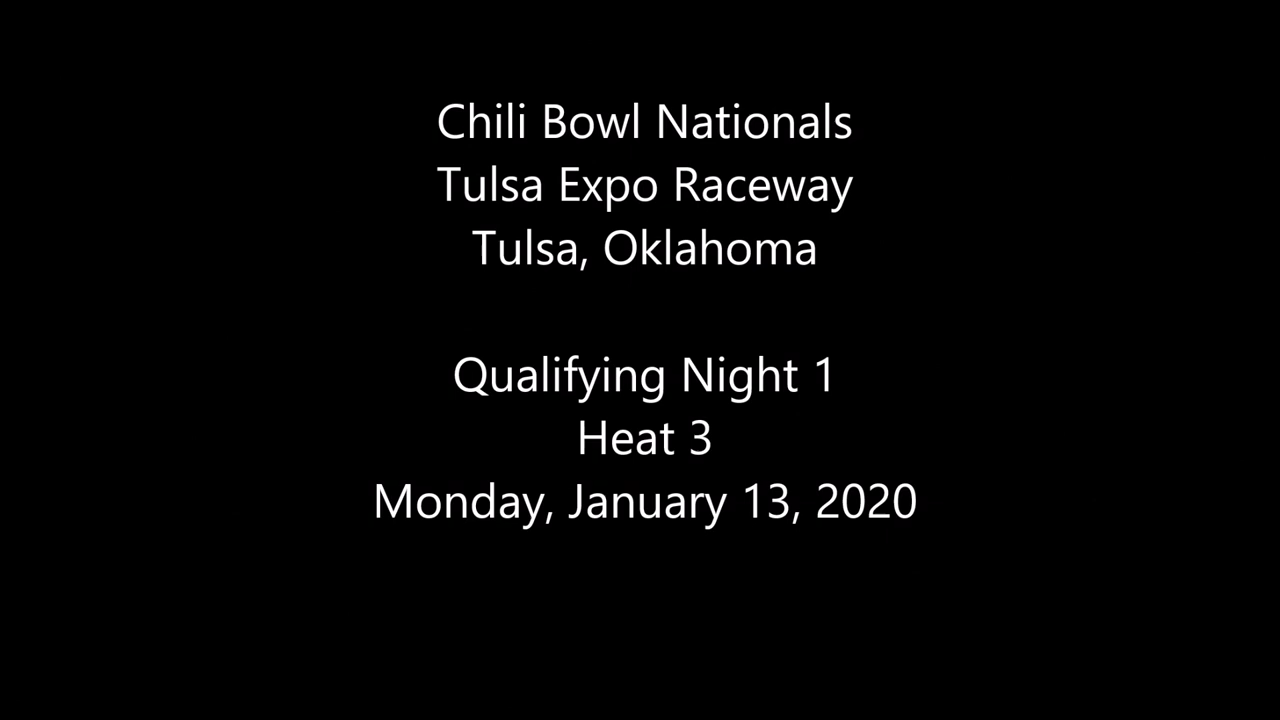 Chili Bowl Nationals
Tulsa Expo Raceway
Tulsa, Oklahoma
Qualifying Night 1
Heat 3
Monday, January 13, 2020